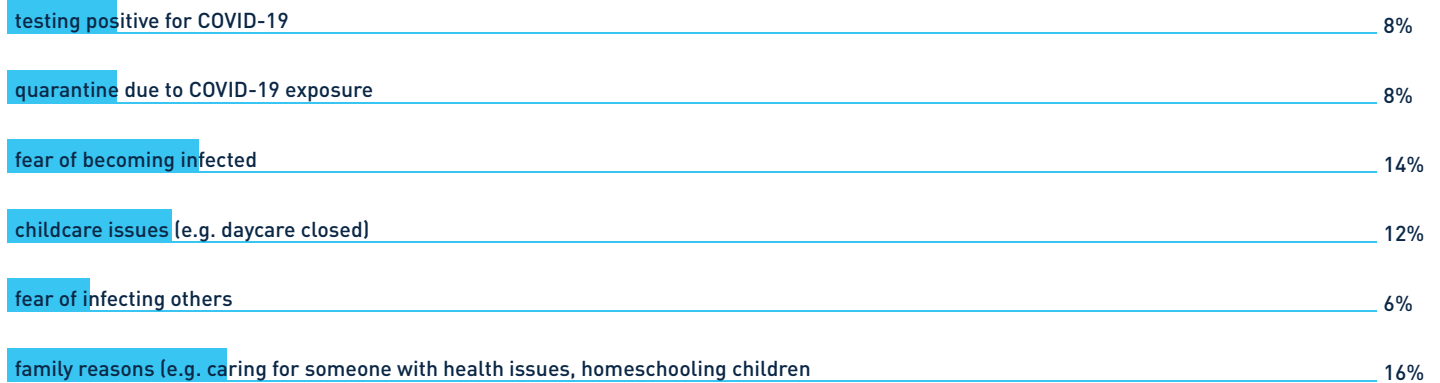 testing positive for COVID-19 8%
quarantine due to COVID-19 exposure 8%
fear of becoming infected 14%
childcare issues (e.g. daycare closed) 12%
fear of infecting others 6%
family reasons (e.g. caring for someone with health issues, homeschooling children 16%